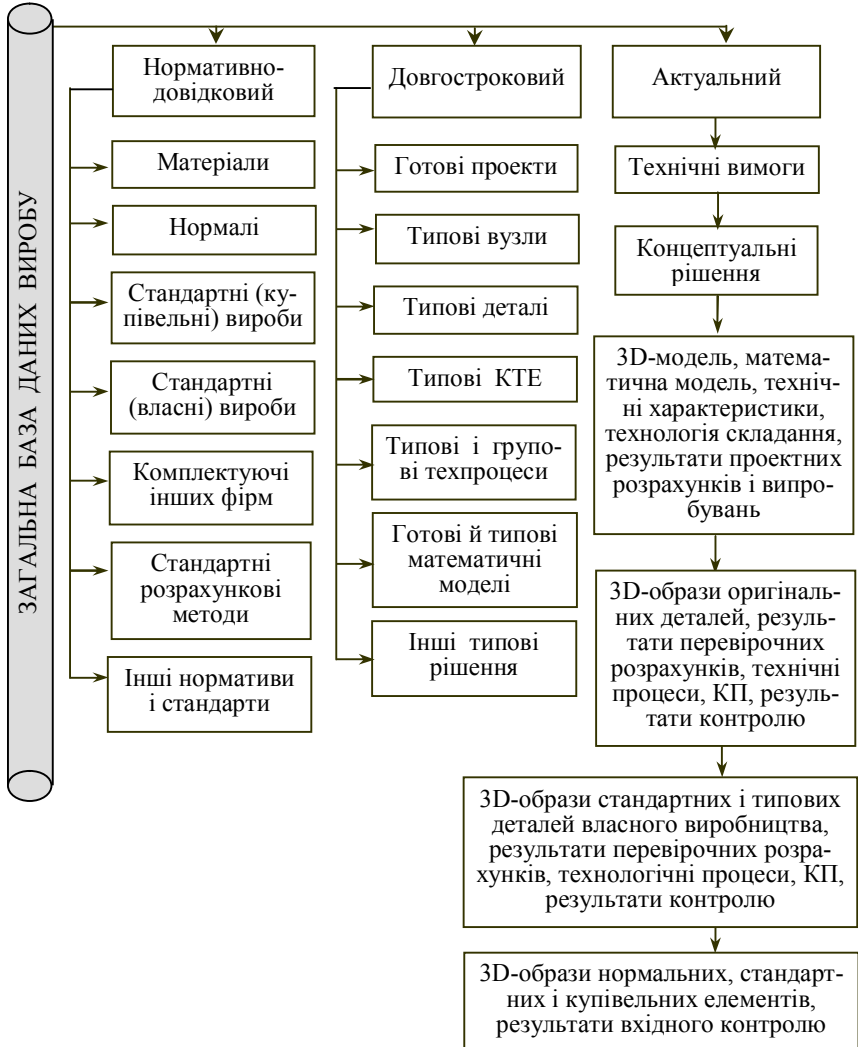 ЗАГАЛЬНА БАЗА ДАНИХ ВИРОБУ
Нормативно-
довідковий
Матеріали
Нормалі
Стандартні (ку-
півельні) вироби
Стандартні
(власні) вироби
Комплектуючі
інших фірм
Стандартні
розрахункові
методи
Інші нормативи
і стандарти
Довгостроковий
Готові проекти
Типові вузли
Типові деталі
Типові КТЕ
Типові і групо-
ві техпроцеси
Готові й типові
математичні
моделі
Інші типові
рішення
Актуальний
Технічні вимоги
Концептуальні
рішення
3D-модель, матема-
тична модель, техніч-
ні характеристики,
технологія складання,
результати проектних
розрахунків і випро-
бувань
3D-образи оригіналь-
них деталей, резуль-
тати перевірочних
розрахунків, технічні
процеси, КП, резуль-
тати контролю
3D-образи стандартних і типових
деталей власного виробництва,
результати перевірочних розра-
хунків, технологічні процеси, КП,
результати контролю
3D-образи нормальних, стандарт-
них і купівельних елементів,
результати вхідного контролю